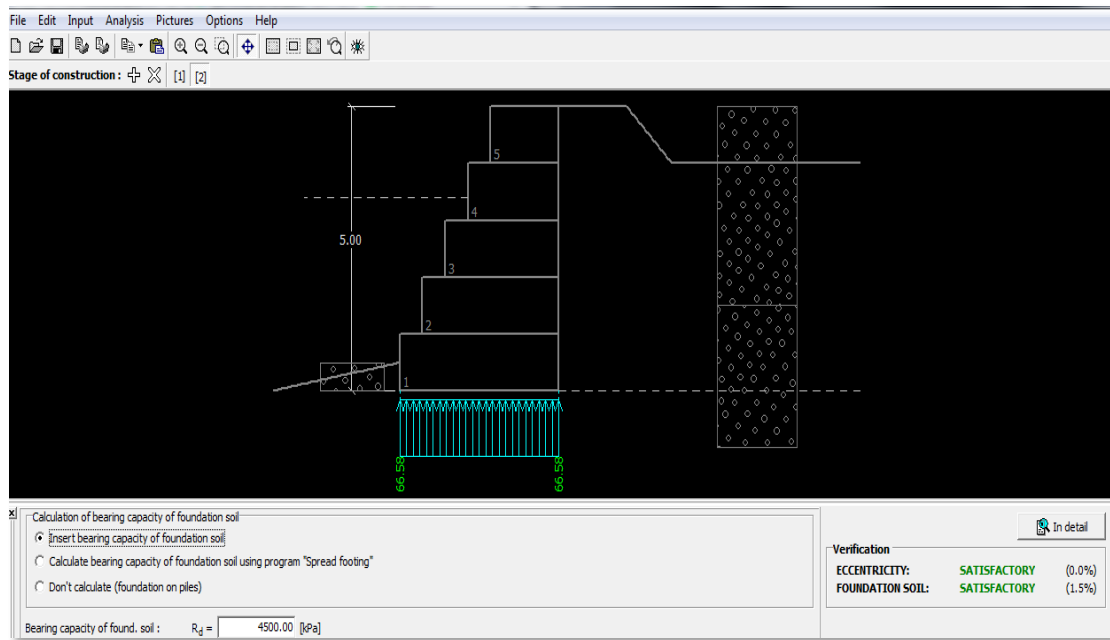 File Edit Input Analysis Pictures Options Help
Stage of construction : [1] [2]
5
4
5.00
3
2
1
66.58 66.58
Calculation of bearing capacity of foundation soil
Insert bearing capacity of foundation soil
Calculate bearing capacity of foundation soil using program "Spread footing"
Don't calculate (foundation on piles)
Bearing capacity of found. soil : Rd = 4500.00 [kPa]
In detail
Verification
ECCENTRICITY: SATISFACTORY (0.0%)
FOUNDATION SOIL: SATISFACTORY (1.5%)